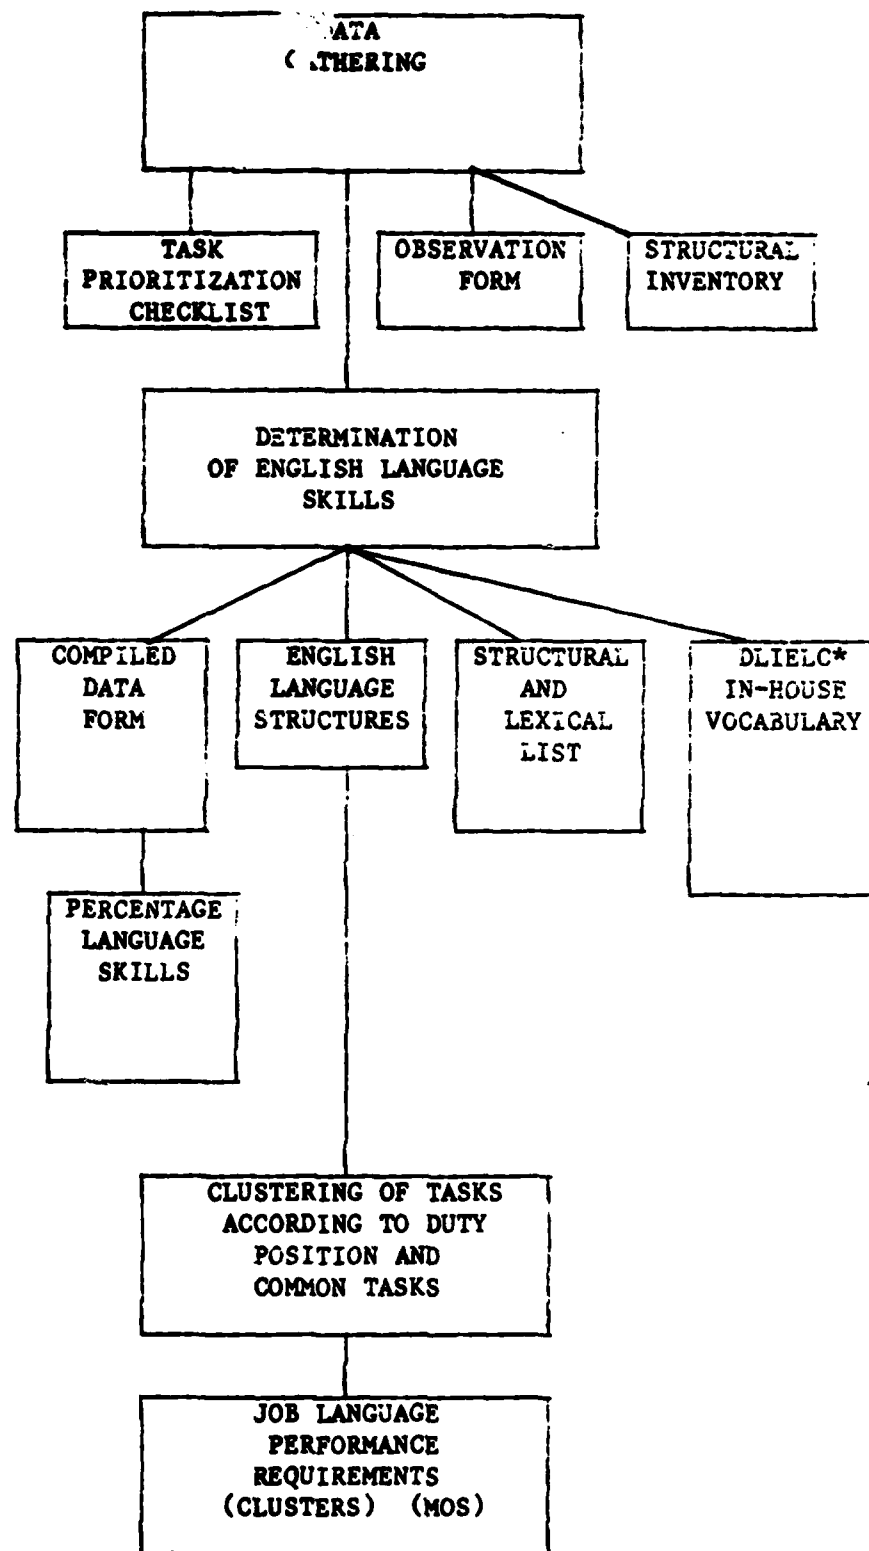 DATA
GATHERING
TASK
PRIORITIZATION
CHECKLIST
OBSERVATION
FORM
STRUCTURAL
INVENTORY
DETERMINATION
OF ENGLISH LANGUAGE
SKILLS
COMPILED
DATA
FORM
ENGLISH
LANGUAGE
STRUCTURES
STRUCTURAL
AND
LEXICAL
LIST
DLIELC*
IN-HOUSE
VOCABULARY
PERCENTAGE
LANGUAGE
SKILLS
CLUSTERING OF TASKS
ACCORDING TO DUTY
POSITION AND
COMMON TASKS
JOB LANGUAGE
PERFORMANCE
REQUIREMENTS
(CLUSTERS) (MOS)